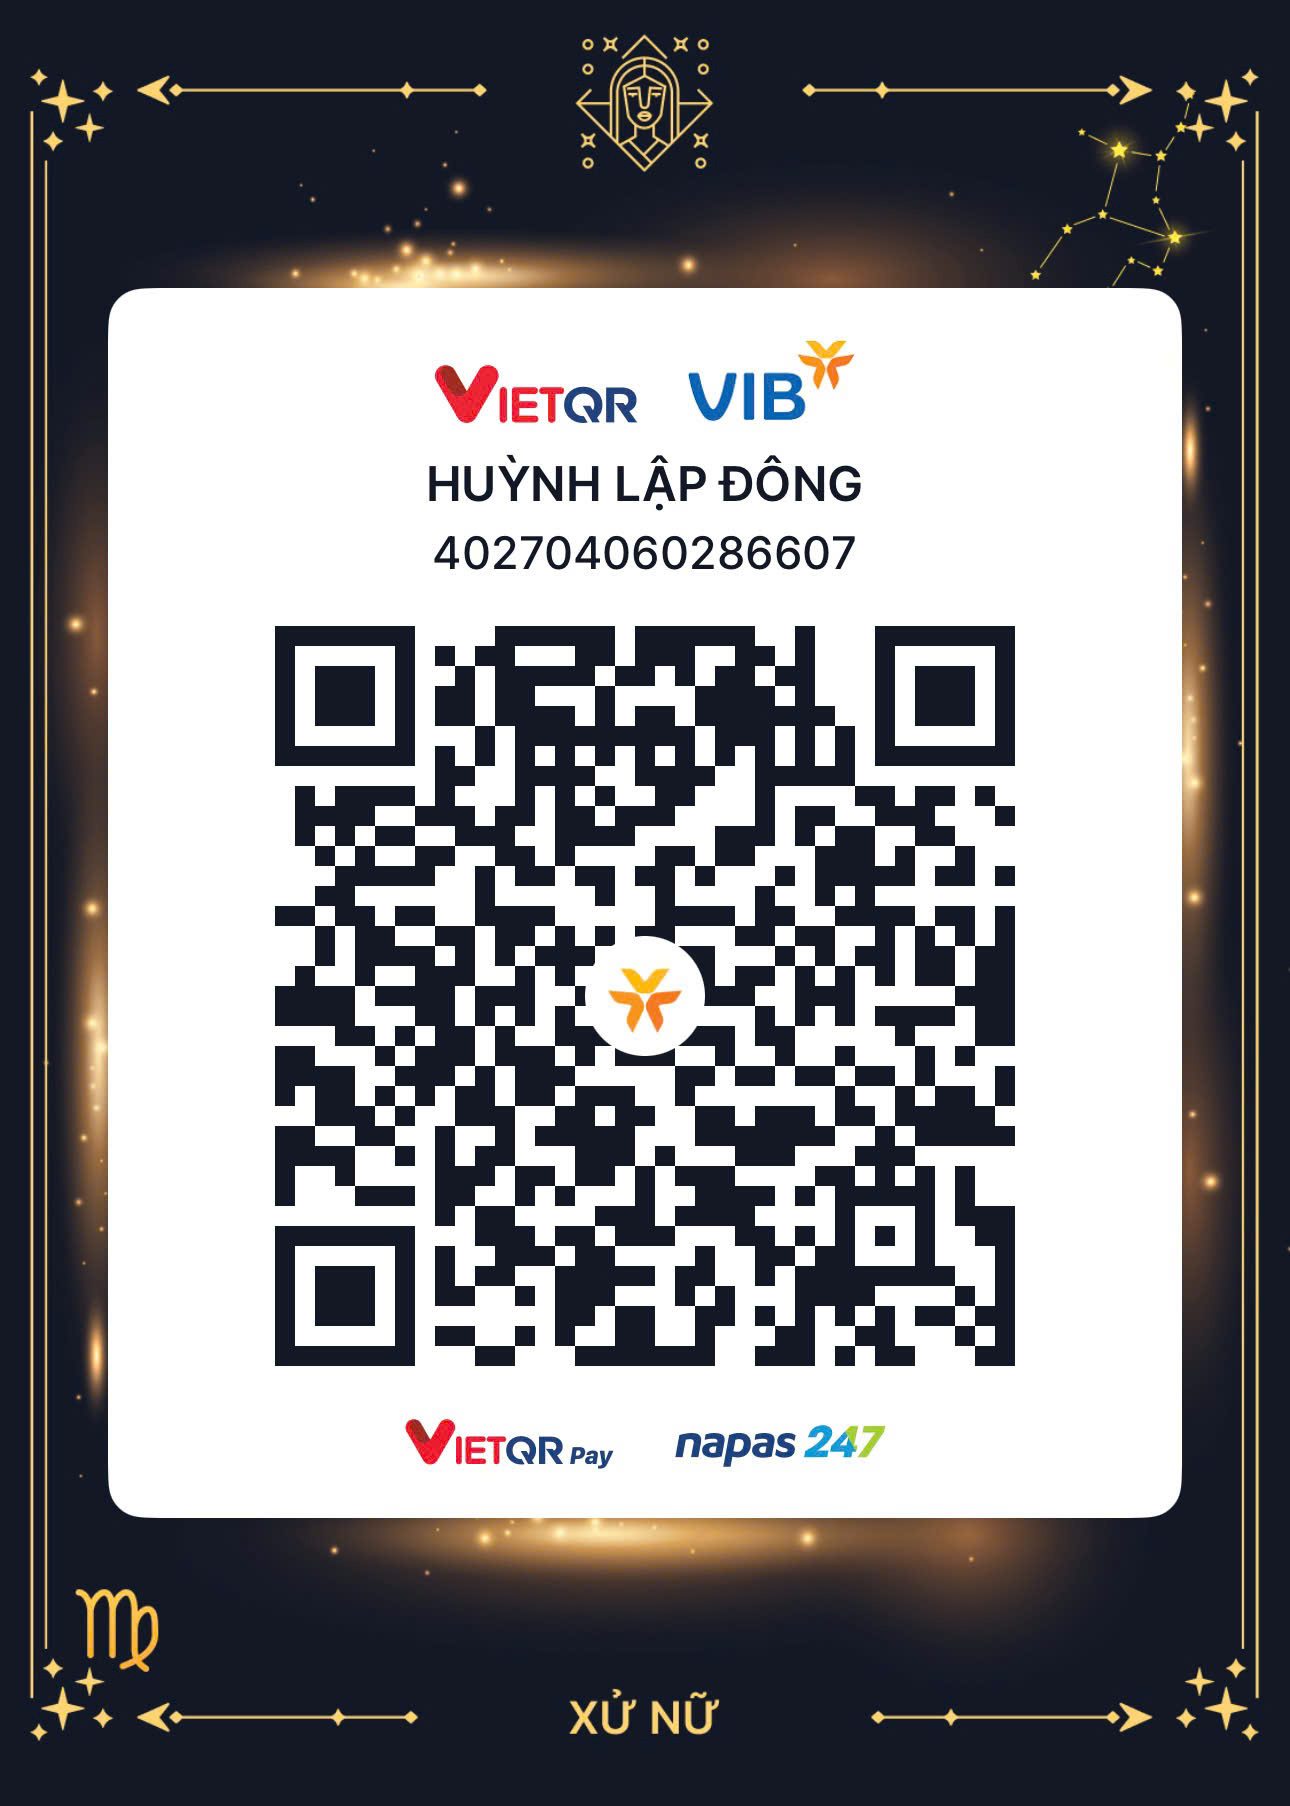 VIETQR VIB
HUỲNH LẬP ĐÔNG
402704060286607
VIETQR Pay napas 247
XỬ NỮ